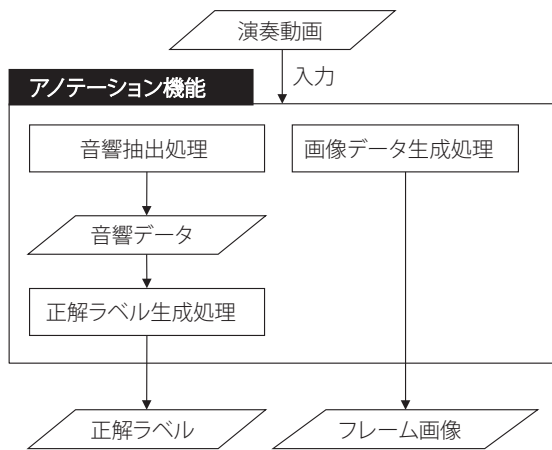 演奏動画
入力
アノテーション機能
音響抽出処理
画像データ生成処理
音響データ
正解ラベル生成処理
正解ラベル
フレーム画像